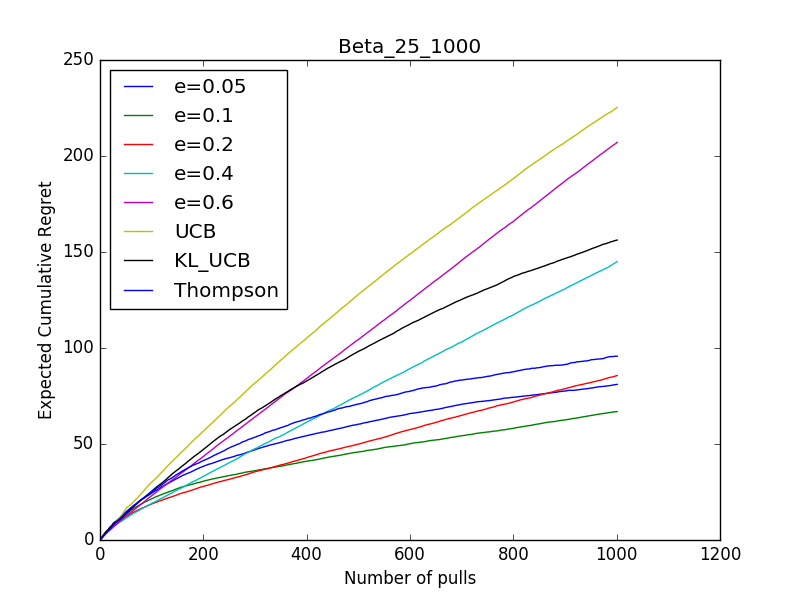 Beta_25_1000
250
200
150
100
50
0
Expected Cumulative Regret
e=0.05
e=0.1
e=0.2
e=0.4
e=0.6
UCB
KL_UCB
Thompson
0 200 400 600 800 1000 1200
Number of pulls